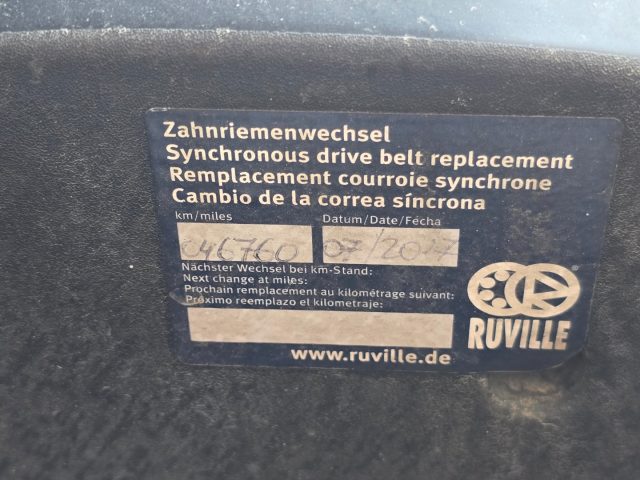 Zahnriemenwechsel
Synchronous drive belt replacement
Remplacement courroie synchrone
Cambio de la correa síncrona
km/miles Datum/Date/Fecha
046760 07/2017
Nächster Wechsel bei km-Stand:
Next change at miles:
Prochain remplacement au kilométrage suivant:
Próximo reemplazo el kilometraje:
RUVILLE
www.ruville.de